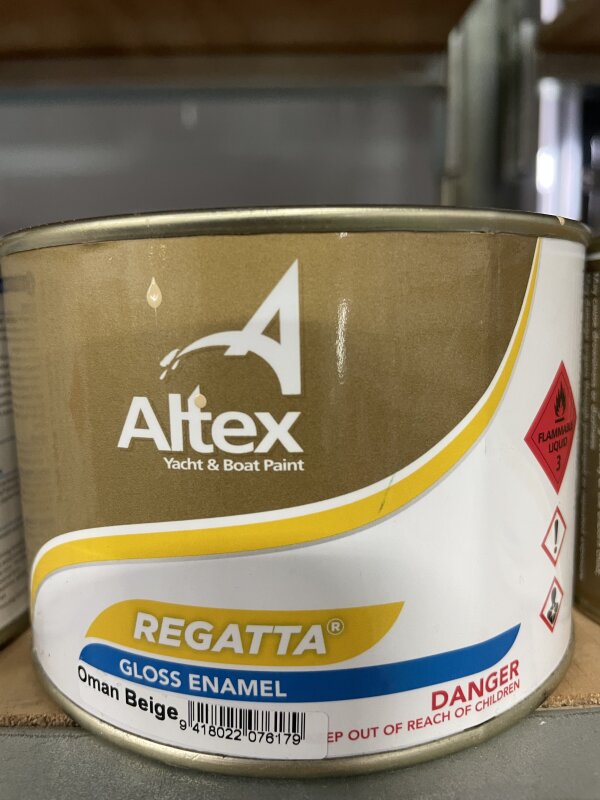 Altex
Yacht & Boat Paint
FLAMMABLE
LIQUID
3
REGATTA®
GLOSS ENAMEL
Oman Beige
9 418022 076179
DANGER
EP OUT OF REACH OF CHILDREN